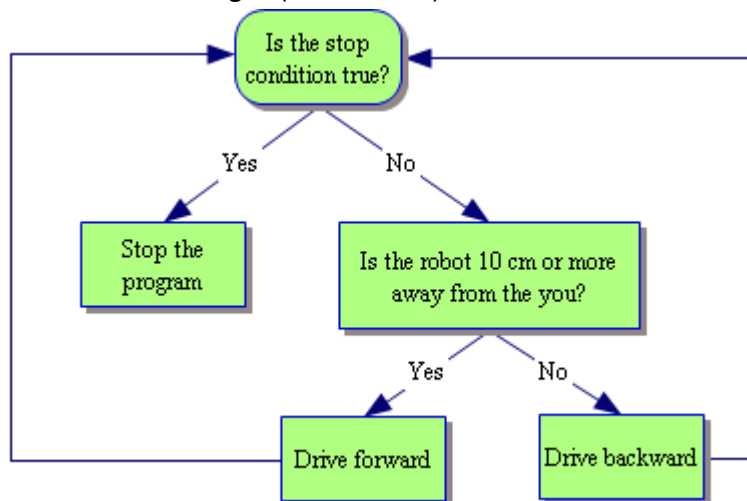 Is the stop
condition true?
Yes
No
Stop the
program
Is the robot 10 cm or more
away from the you?
Yes
No
Drive forward
Drive backward